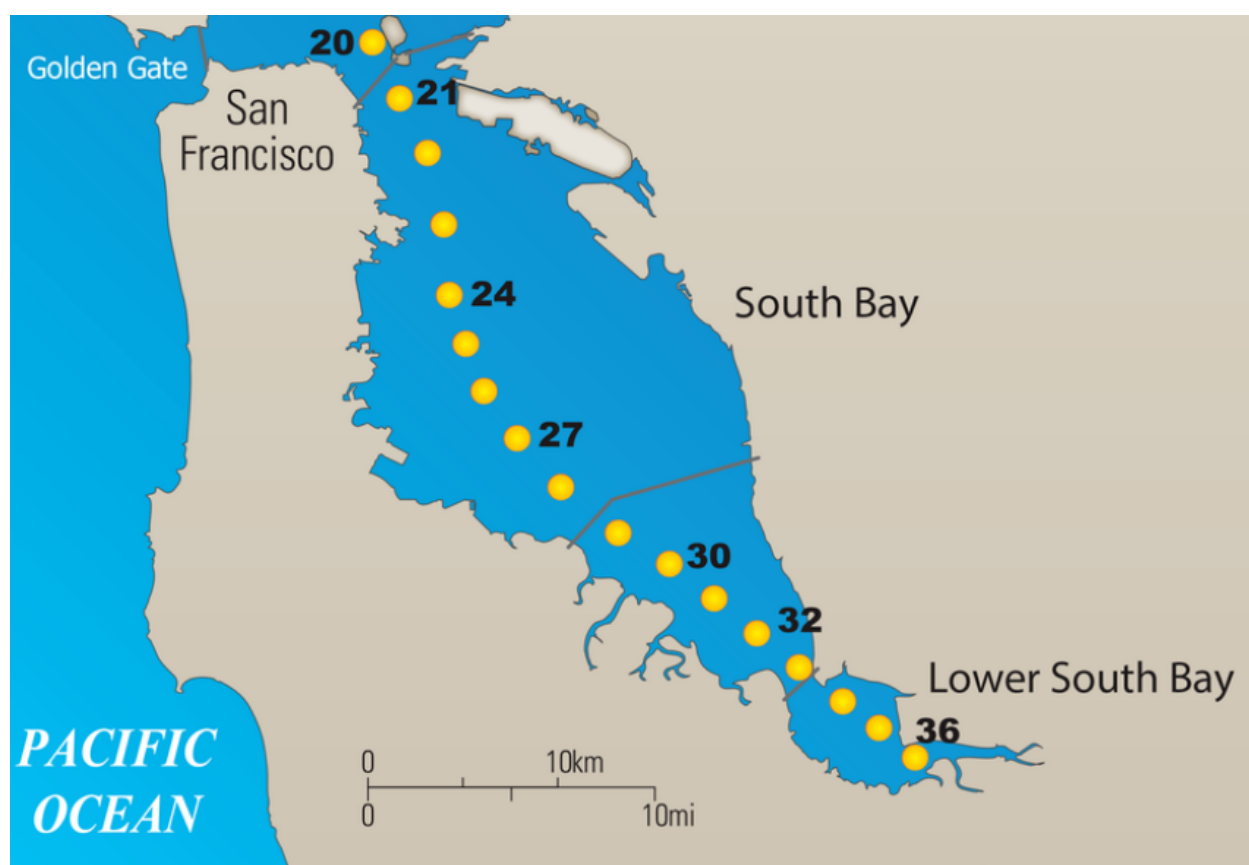 20
Golden Gate
21
San
Francisco
24
South Bay
27
30
32
Lower South Bay
36
PACIFIC
OCEAN
0 10km
0 10mi